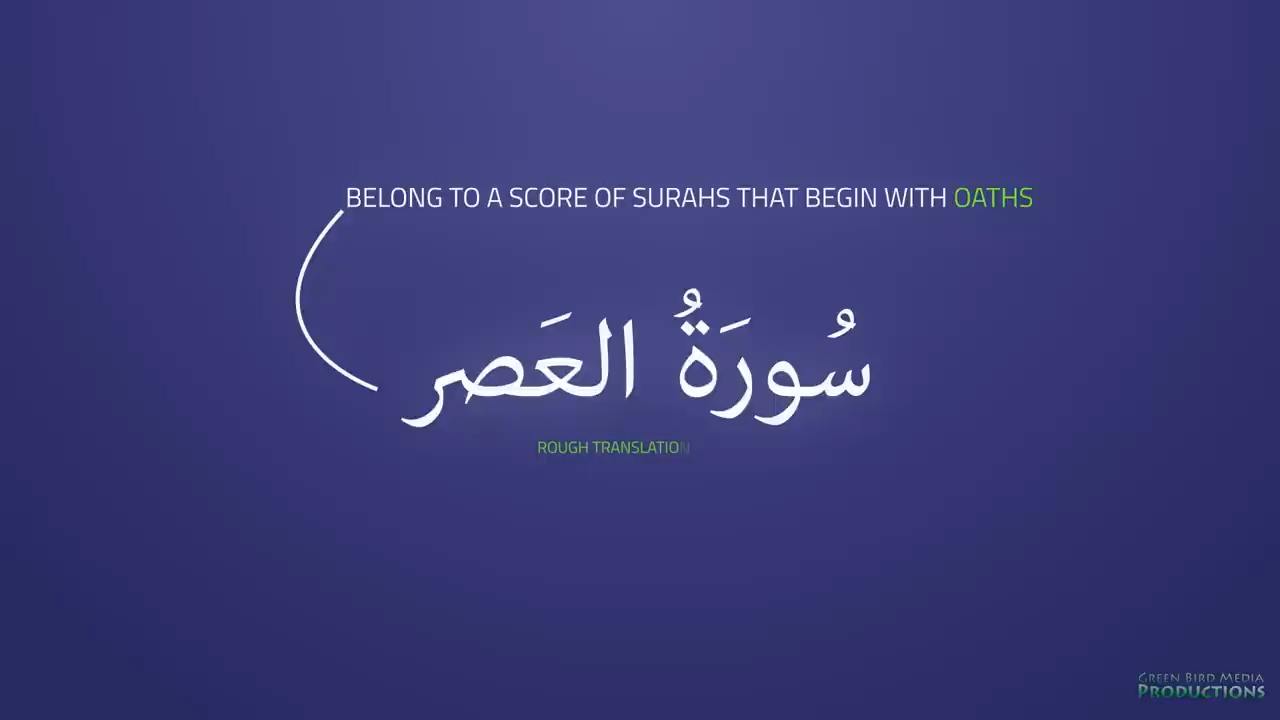 BELONG TO A SCORE OF SURAHS THAT BEGIN WITH OATHS
سُورَةُ العَصر
ROUGH TRANSLATION
GREEN BIRD MEDIA
PRODUCTIONS